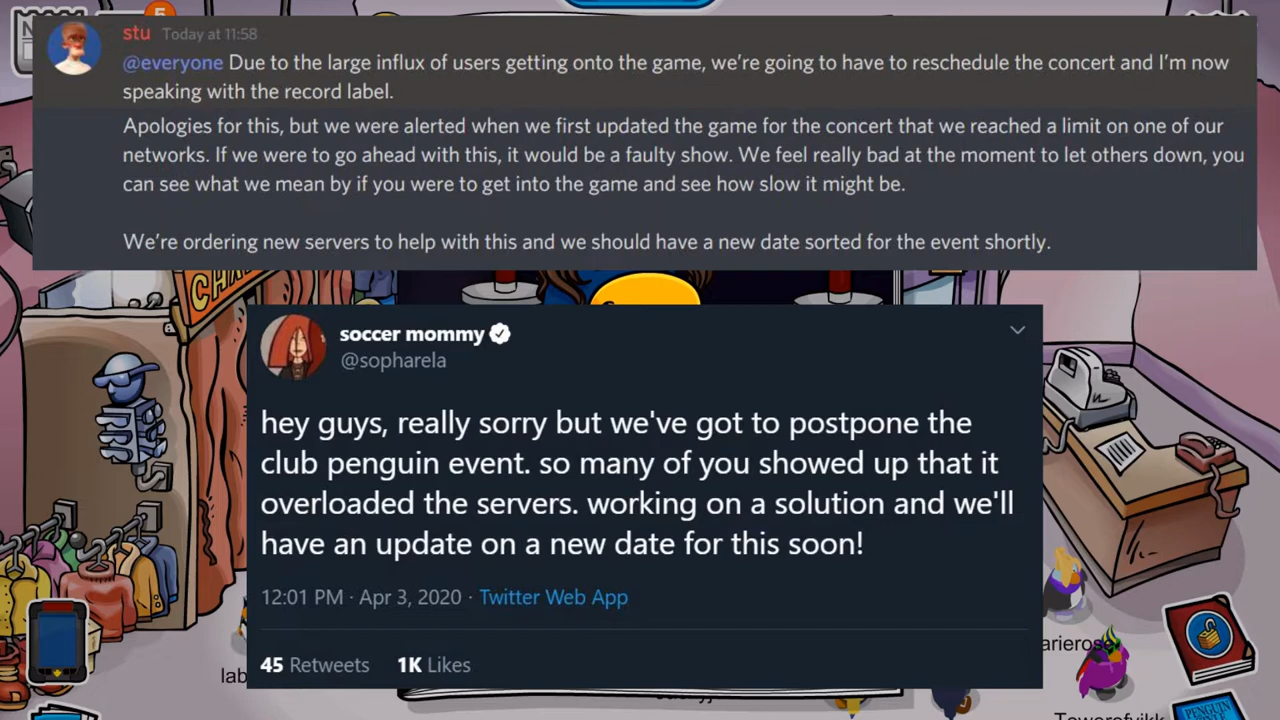 5
stu Today at 11:58
@everyone Due to the large influx of users getting onto the game, we're going to have to reschedule the concert and I'm now
speaking with the record label.
Apologies for this, but we were alerted when we first updated the game for the concert that we reached a limit on one of our
networks. If we were to go ahead with this, it would be a faulty show. We feel really bad at the moment to let others down, you
can see what we mean by if you were to get into the game and see how slow it might be.
We're ordering new servers to help with this and we should have a new date sorted for the event shortly.
soccer mommy
@sopharela
hey guys, really sorry but we've got to postpone the
club penguin event. so many of you showed up that it
overloaded the servers. working on a solution and we'll
have an update on a new date for this soon!
12:01 PM · Apr 3, 2020 · Twitter Web App
45 Retweets 1K Likes
arierose
lab
PENGUIN